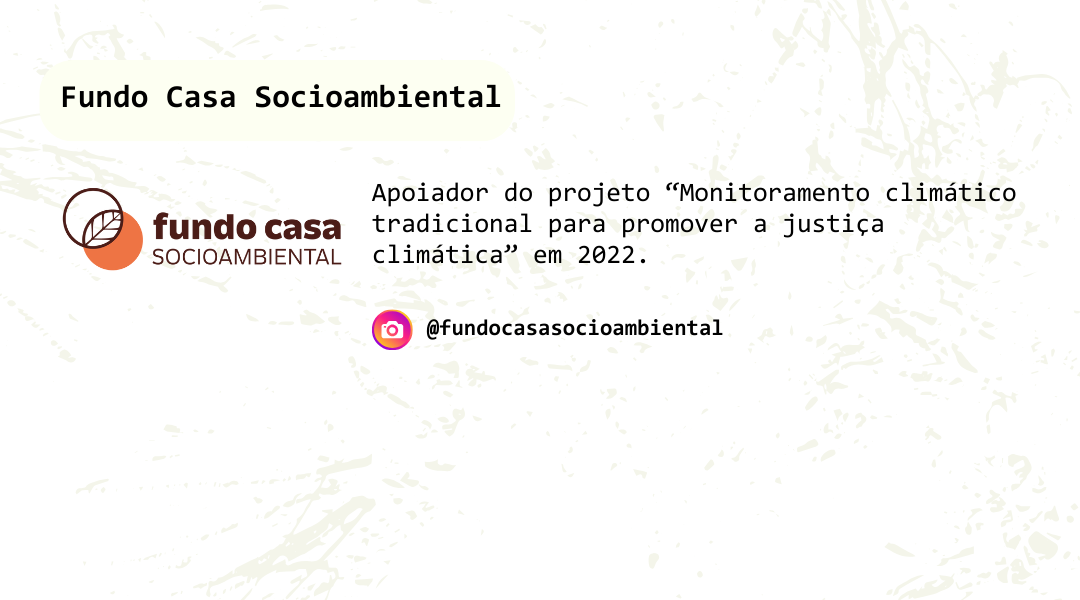 Fundo Casa Socioambiental
fundo casa
SOCIOAMBIENTAL
Apoiador do projeto “Monitoramento climático
tradicional para promover a justiça
climática” em 2022.
@fundocasasocioambiental